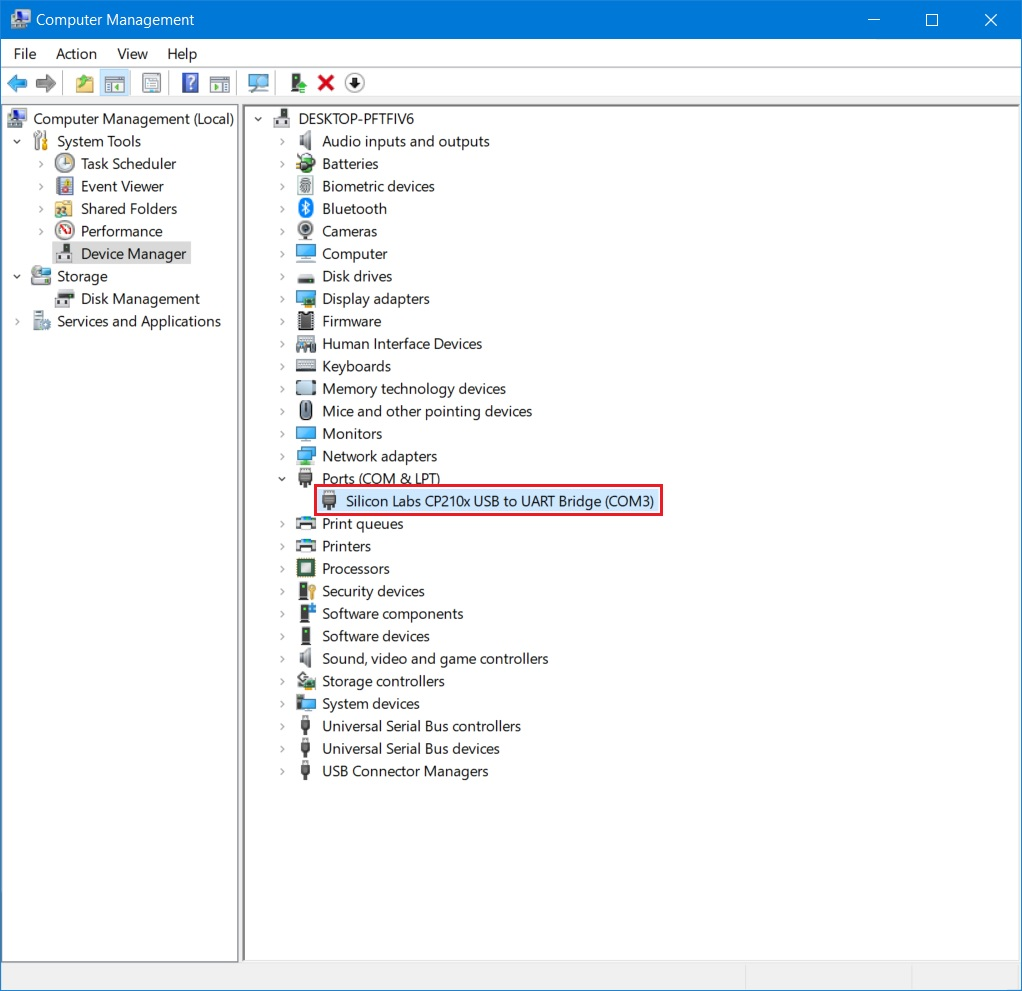 Computer Management
File Action View Help
Computer Management (Local)
System Tools
Task Scheduler
Event Viewer
Shared Folders
Performance
Device Manager
Storage
Disk Management
Services and Applications
DESKTOP-PFTFIV6
Audio inputs and outputs
Batteries
Biometric devices
Bluetooth
Cameras
Computer
Disk drives
Display adapters
Firmware
Human Interface Devices
Keyboards
Memory technology devices
Mice and other pointing devices
Monitors
Network adapters
Ports (COM & LPT)
Silicon Labs CP210x USB to UART Bridge (COM3)
Print queues
Printers
Processors
Security devices
Software components
Software devices
Sound, video and game controllers
Storage controllers
System devices
Universal Serial Bus controllers
Universal Serial Bus devices
USB Connector Managers